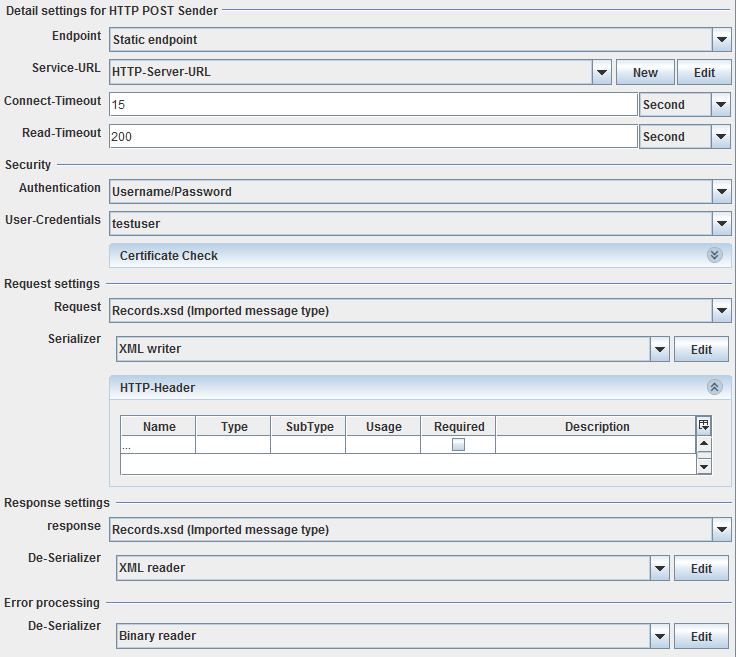 Detail settings for HTTP POST Sender
Endpoint Static endpoint
Service-URL HTTP-Server-URL New Edit
Connect-Timeout 15 Second
Read-Timeout 200 Second
Security
Authentication Username/Password
User-Credentials testuser
Certificate Check
Request settings
Request Records.xsd (Imported message type)
Serializer XML writer Edit
HTTP-Header
Name Type SubType Usage Required Description
...
Response settings
response Records.xsd (Imported message type)
De-Serializer XML reader Edit
Error processing
De-Serializer Binary reader Edit